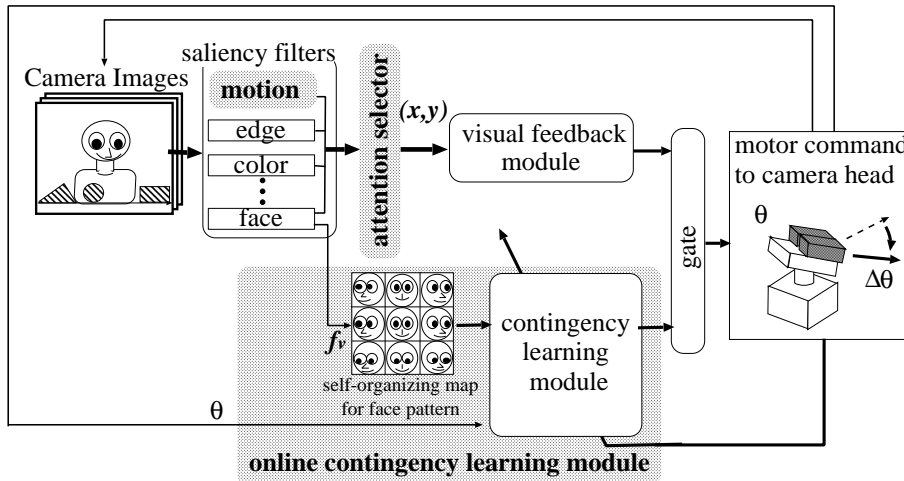 saliency filters
Camera Images
motion
edge
color
face
attention selector
(x,y)
visual feedback
module
gate
motor command
to camera head
θ
Δθ
fv
self-organizing map
for face pattern
contingency
learning
module
θ
online contingency learning module